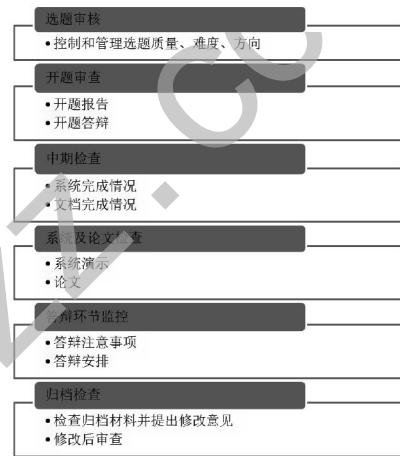 选题审核
•控制和管理选题质量、难度、方向
开题审查
•开题报告
•开题答辩
中期检查
•系统完成情况
•文档完成情况
系统及论文检查
•系统演示
•论文
答辩环节监控
•答辩注意事项
•答辩安排
归档检查
•检查归档材料并提出修改意见
•修改后审查